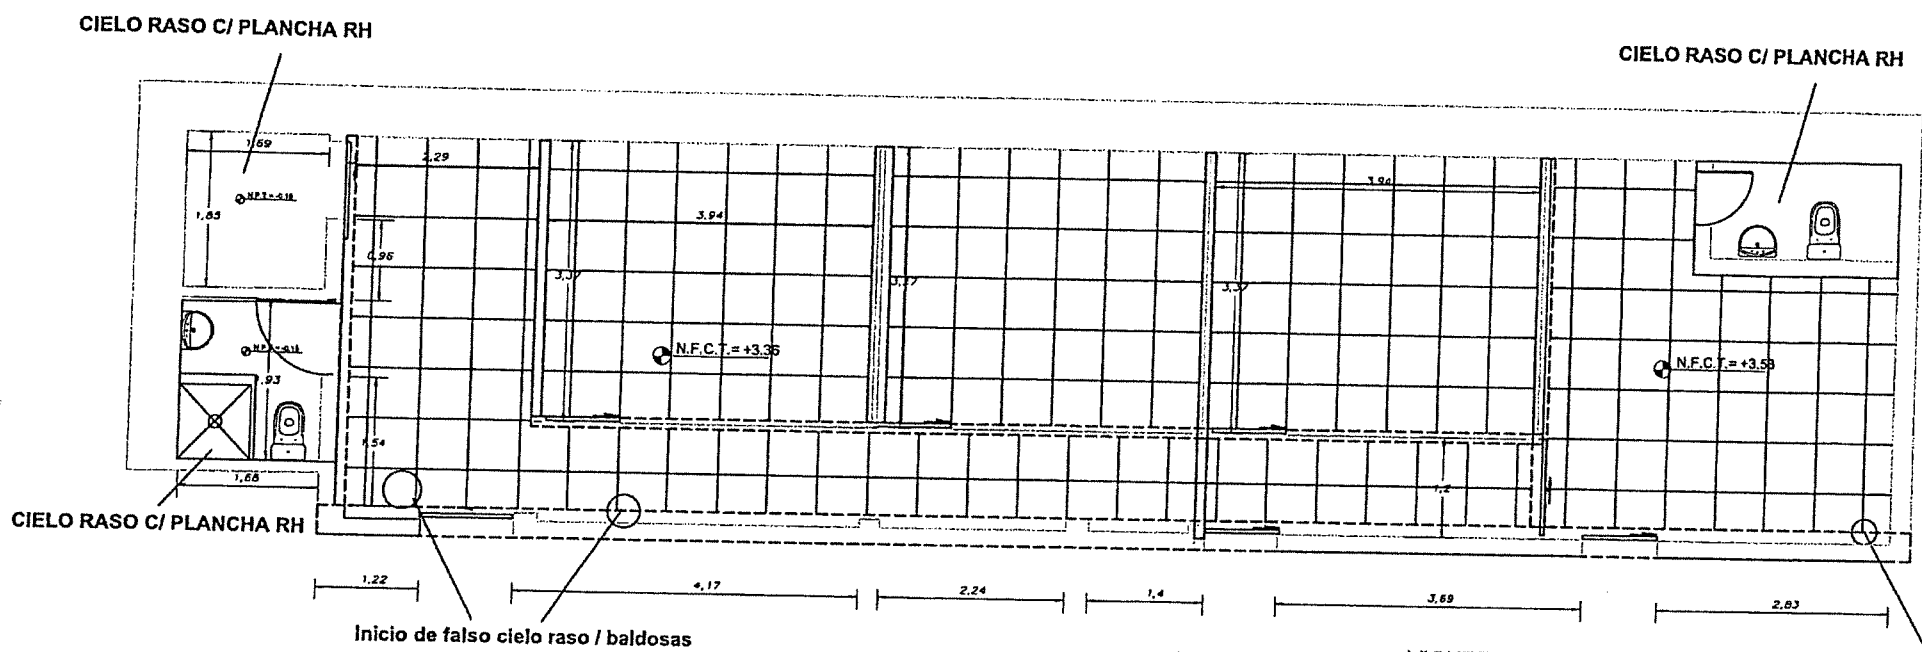 CIELO RASO C/ PLANCHA RH
CIELO RASO C/ PLANCHA RH
1,69
2,29
3,94
N.P.T.=-0.18
1,85
3,94
0,96
3,37
3,37
3,37
N.F.C.T.= +3.36
N.F.C.T.= +3.53
,93
1,54
1,68
1,2
CIELO RASO C/ PLANCHA RH
1,22
4,17
2,24
1,4
3,69
2,83
Inicio de falso cielo raso / baldosas